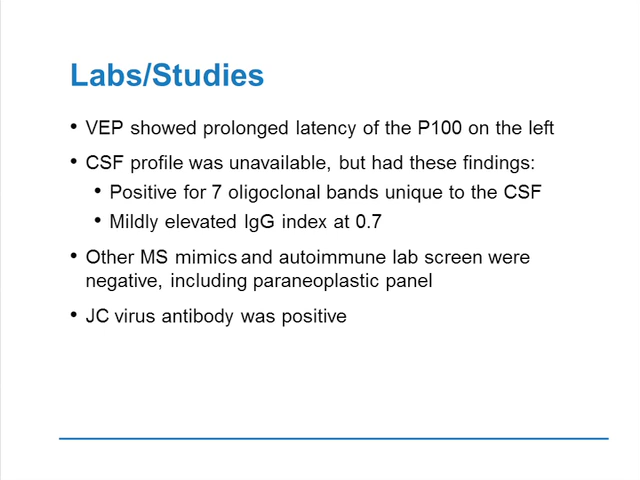 Labs/Studies
• VEP showed prolonged latency of the P100 on the left
• CSF profile was unavailable, but had these findings:
• Positive for 7 oligoclonal bands unique to the CSF
• Mildly elevated IgG index at 0.7
• Other MS mimics and autoimmune lab screen were
negative, including paraneoplastic panel
• JC virus antibody was positive